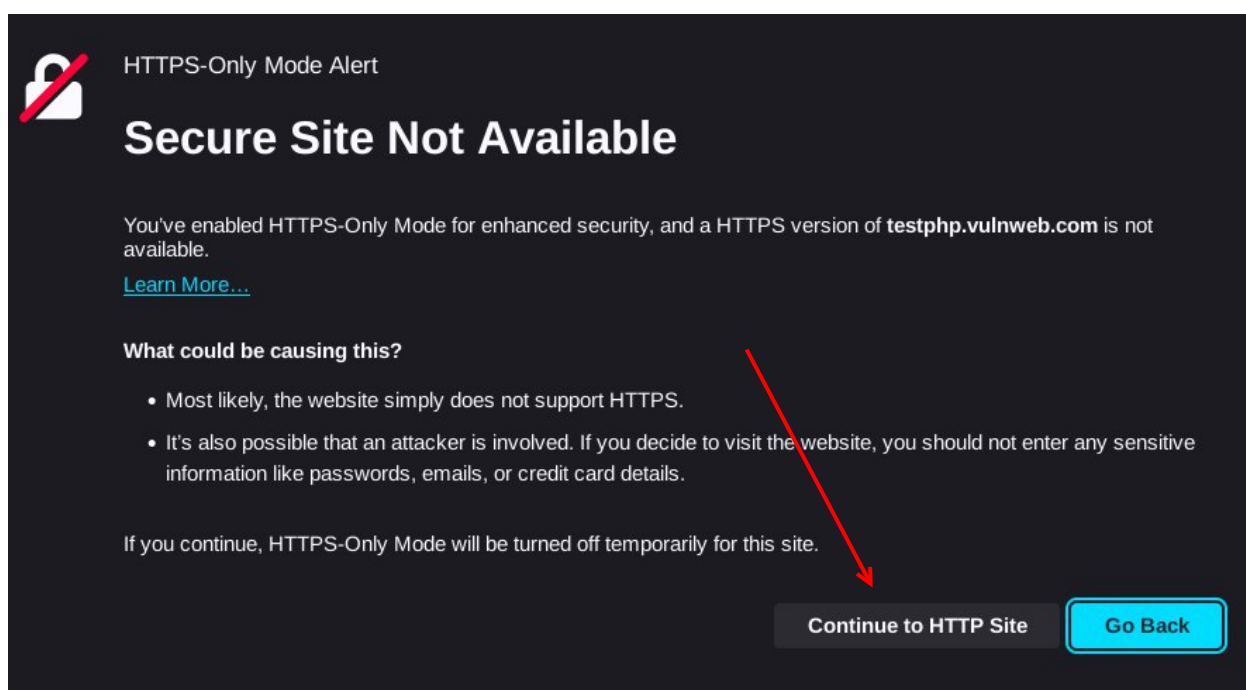 HTTPS-Only Mode Alert
Secure Site Not Available
You've enabled HTTPS-Only Mode for enhanced security, and a HTTPS version of testphp.vulnweb.com is not
available.
Learn More…
What could be causing this?
• Most likely, the website simply does not support HTTPS.
• It's also possible that an attacker is involved. If you decide to visit the website, you should not enter any sensitive
information like passwords, emails, or credit card details.
If you continue, HTTPS-Only Mode will be turned off temporarily for this site.
Continue to HTTP Site
Go Back